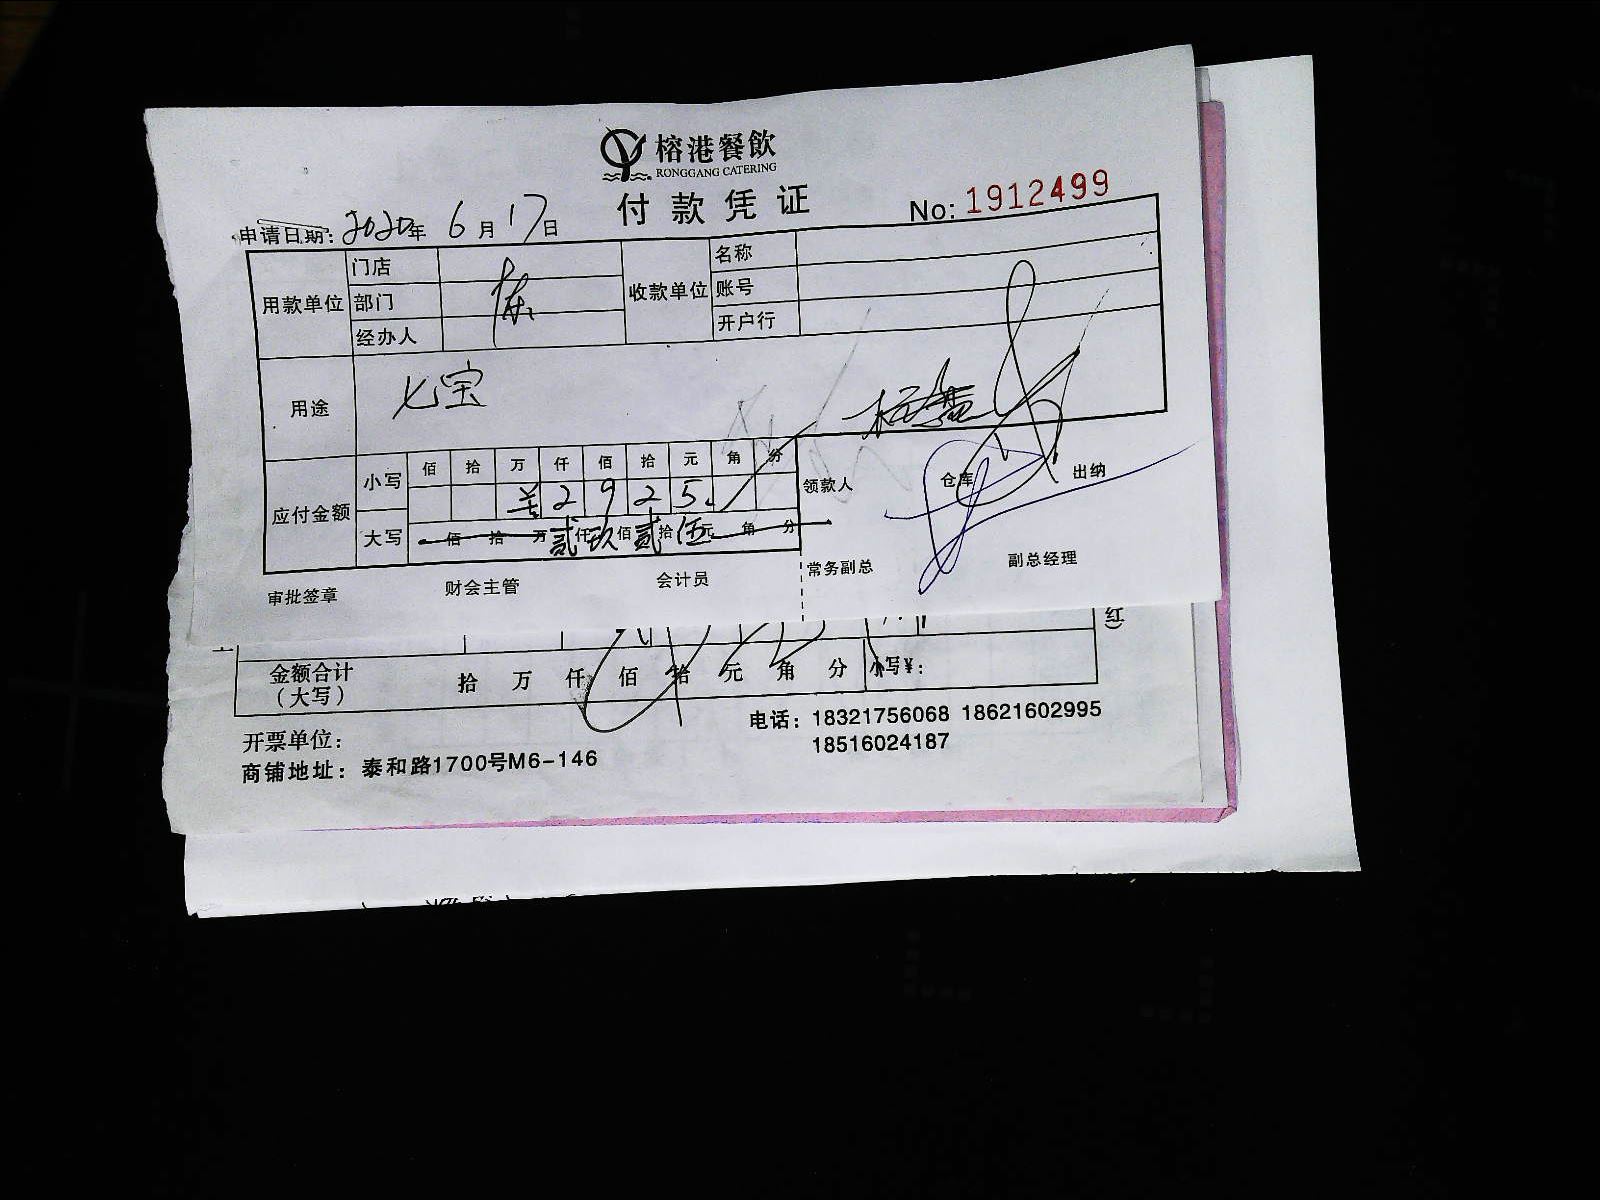 榕港餐飲
RONGGANG CATERING
付款凭证
No: 1912499
申请日期: 2020年 6月 17日
用款单位 门店 收款单位 名称
部门 账号
经办人 开户行
用途 七宝
应付金额 小写 佰 拾 万 仟 佰 拾 元 角 分
¥ 2 9 2 5.
大写 佰 拾 万 贰仟 玖佰 贰拾 伍元 角 分
领款人 仓库 出纳
审批签章 财会主管 会计员 常务副总 副总经理
红)
金额合计 拾 万 仟 佰 拾 元 角 分 小写¥:
(大写)
开票单位: 电话: 18321756068 18621602995
18516024187
商铺地址: 泰和路1700号M6-146